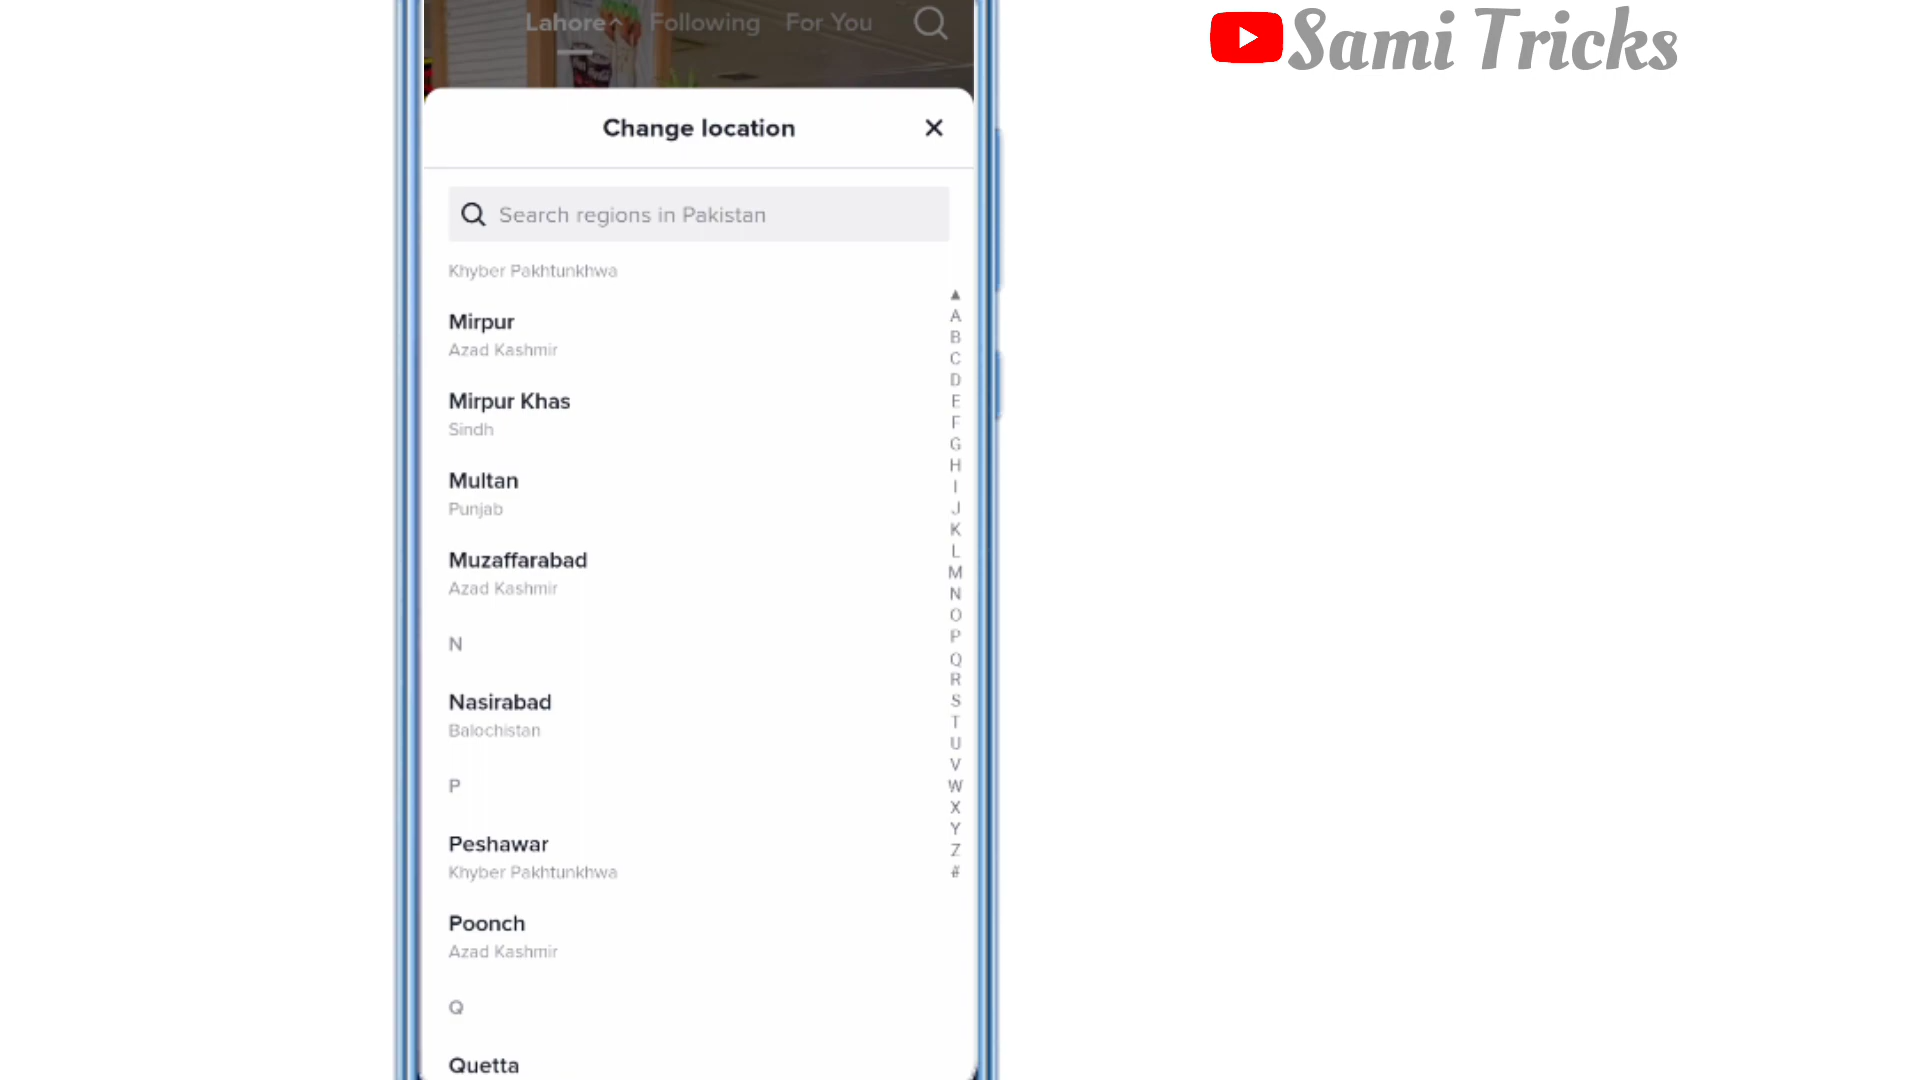 Lahore^ Following For You
Sami Tricks
Change location
Search regions in Pakistan
Khyber Pakhtunkhwa
Mirpur
Azad Kashmir
Mirpur Khas
Sindh
Multan
Punjab
Muzaffarabad
Azad Kashmir
N
Nasirabad
Balochistan
P
Peshawar
Khyber Pakhtunkhwa
Poonch
Azad Kashmir
Q
Quetta
A
B
C
D
E
F
G
H
I
J
K
L
M
N
O
P
Q
R
S
T
U
V
W
X
Y
Z
#